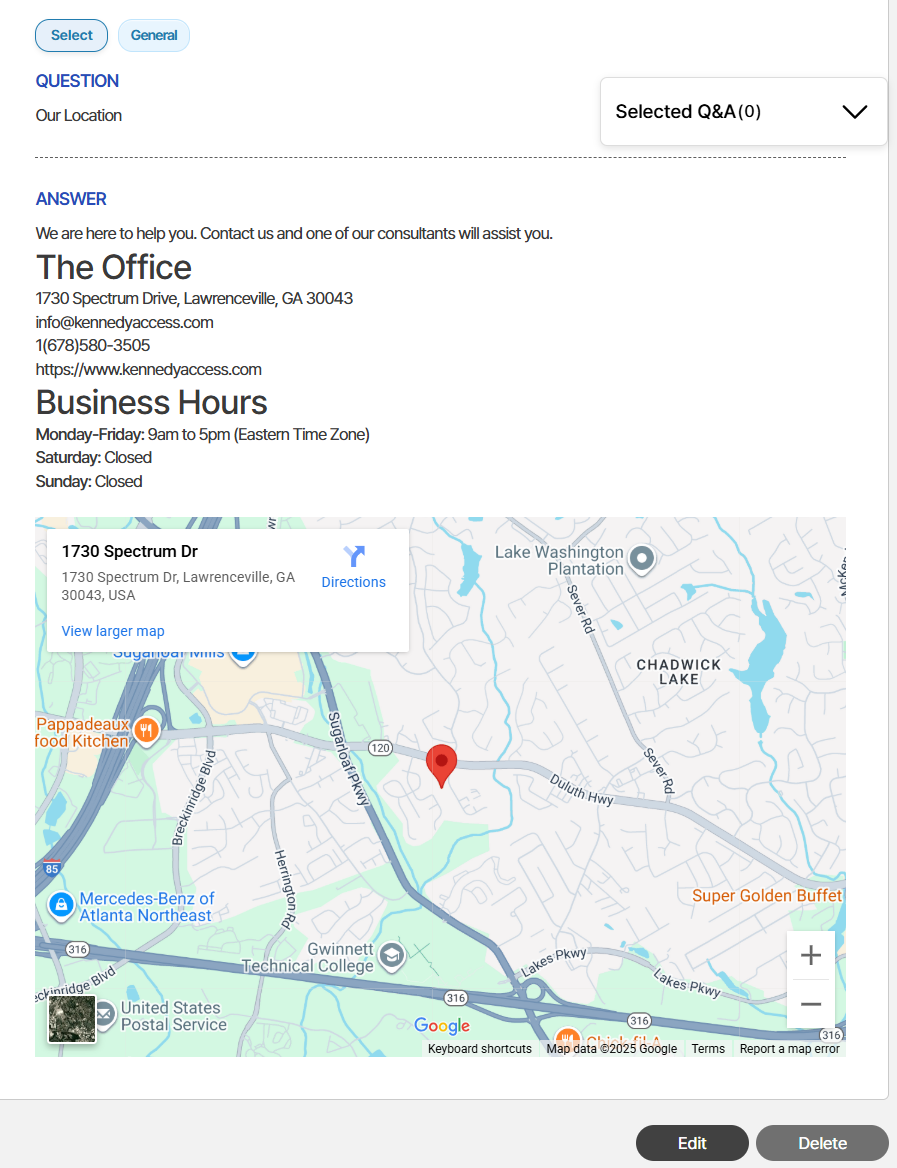 Select
General
QUESTION
Our Location
Selected Q&A(0)
ANSWER
We are here to help you. Contact us and one of our consultants will assist you.
The Office
1730 Spectrum Drive, Lawrenceville, GA 30043
info@kennedyaccess.com
1(678)580-3505
https://www.kennedyaccess.com
Business Hours
Monday-Friday: 9am to 5pm (Eastern Time Zone)
Saturday: Closed
Sunday: Closed
1730 Spectrum Dr
1730 Spectrum Dr, Lawrenceville, GA
30043, USA
Directions
View larger map
Lake Washington
Plantation
Sever Rd
Sugarloaf Mills
CHADWICK
LAKE
Pappadeaux
food Kitchen
Sugarloaf Pkwy
120
Breckinridge Blvd
Sever Rd
Duluth Hwy
85
Herrington Rd
Mercedes-Benz of
Atlanta Northeast
Super Golden Buffet
316
Gwinnett
Technical College
Lakes Pkwy
Lakes Pkwy
ckinridge Blvd
316
United States
Postal Service
Google
316
316
Chick-fil-A
Keyboard shortcuts
Map data ©2025 Google
Terms
Report a map error
Edit
Delete